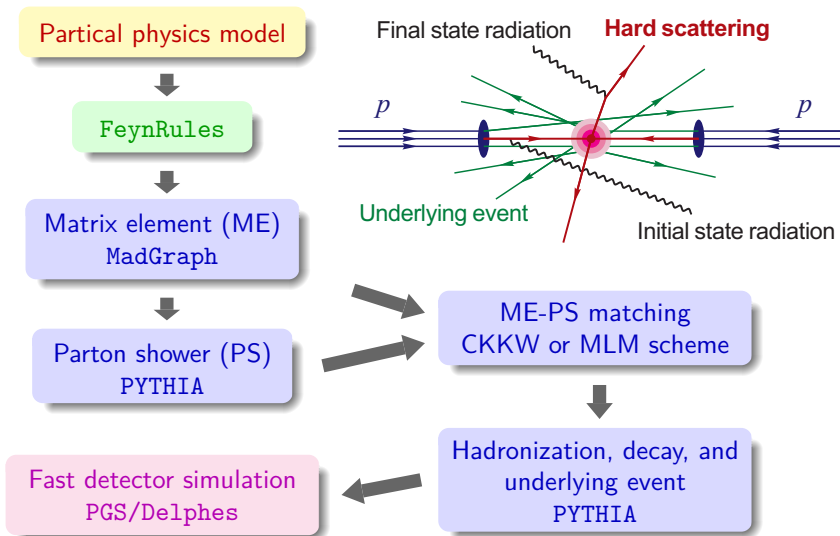 Partical physics model
FeynRules
Matrix element (ME)
MadGraph
Parton shower (PS)
PYTHIA
Final state radiation
Hard scattering
p
p
Underlying event
Initial state radiation
ME-PS matching
CKKW or MLM scheme
Hadronization, decay, and
underlying event
PYTHIA
Fast detector simulation
PGS/Delphes